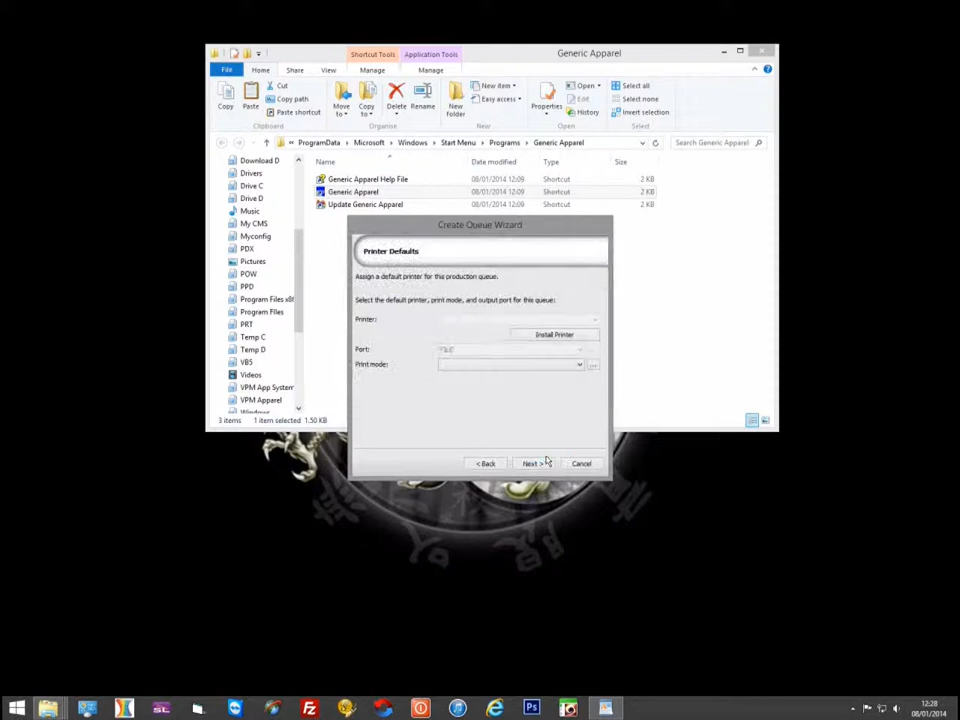 Shortcut Tools Application Tools Generic Apparel
File Home Share View Manage Manage
Copy Paste Cut Copy path Paste shortcut Move to Copy to Delete Rename New folder New item Easy access Properties Open Edit History Select all Select none Invert selection
Clipboard Organise New Open Select
« ProgramData Microsoft Windows Start Menu Programs Generic Apparel Search Generic Apparel
Name Date modified Type Size
Download D
Drivers
Drive C
Drive D
Music
My CMS
Myconfig
PDX
Pictures
POW
PPD
Program Files x8
Program Files
PRT
Temp C
Temp D
VB5
Videos
VPM App System
VPM Apparel
Windows
Generic Apparel Help File 08/01/2014 12:09 Shortcut 2 KB
Generic Apparel 08/01/2014 12:09 Shortcut 2 KB
Update Generic Apparel 08/01/2014 12:09 Shortcut 2 KB
3 items 1 item selected 1.50 KB
Create Queue Wizard
Printer Defaults
Assign a default printer for this production queue.
Select the default printer, print mode, and output port for this queue:
Printer:
Install Printer
Port:
Print mode:
...
< Back Next > Cancel
SL Fz Ps
12:28
08/01/2014